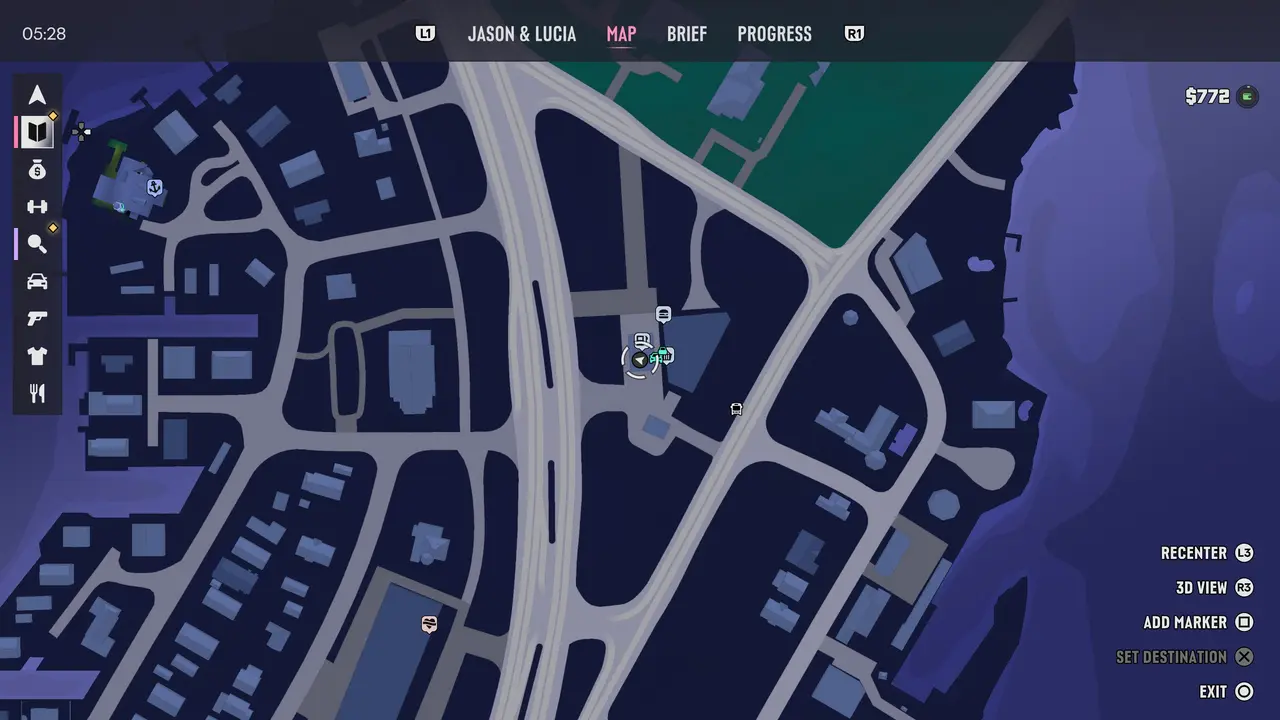 05:28
L1 JASON & LUCIA MAP BRIEF PROGRESS R1
$772
RECENTER L3
3D VIEW R3
ADD MARKER
SET DESTINATION
EXIT